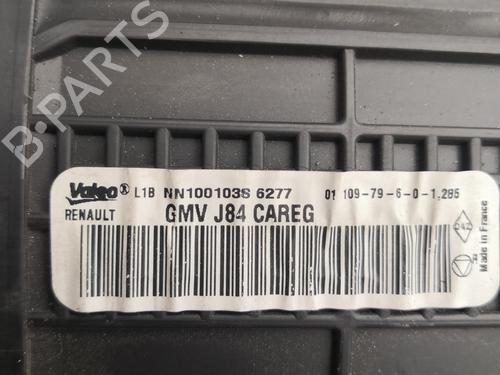 B-PARTS
Valeo® L1B NN100103S 6277 01 109-79-6-0-1,285
RENAULT GMV J84 CAREG
Made in France